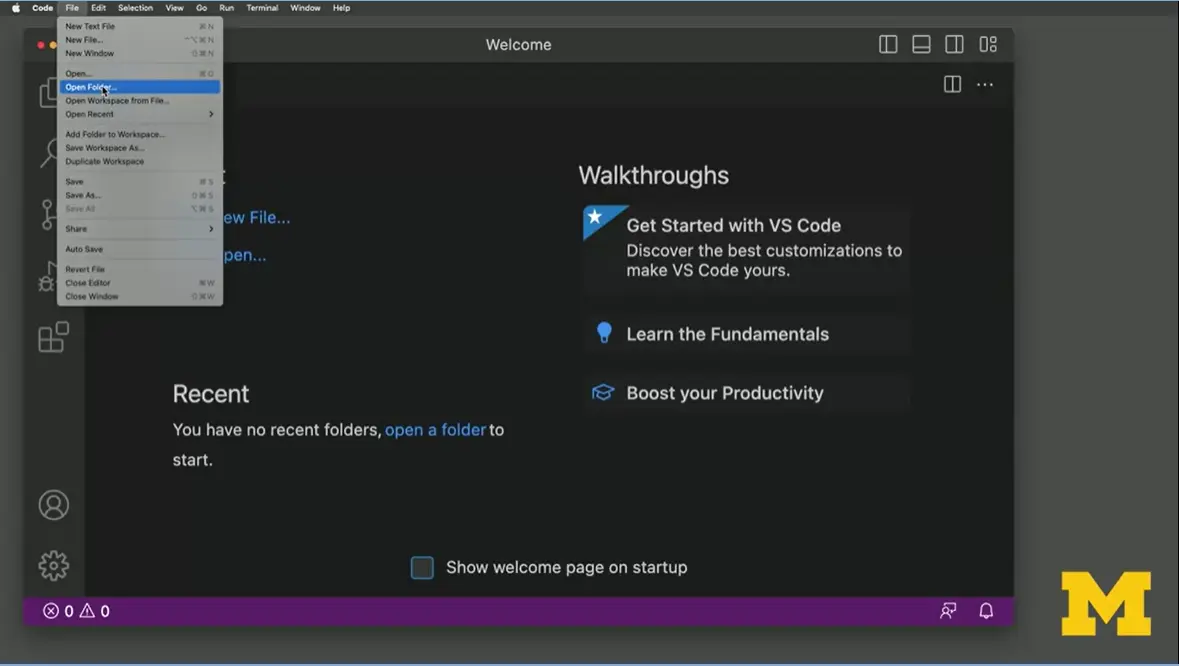 Code File Edit Selection View Go Run Terminal Window Help
New Text File ⌘ N
New File... ⌃⌥⌘ N
New Window ⇧⌘ N
Open... ⌘ O
Open Folder...
Open Workspace from File...
Open Recent
Add Folder to Workspace...
Save Workspace As...
Duplicate Workspace
Save ⌘ S
Save As... ⇧⌘ S
Save All ⌥⌘ S
Share
Auto Save
Revert File
Close Editor ⌘W
Close Window ⇧⌘W
Welcome
ew File...
pen...
Recent
You have no recent folders, open a folder to
start.
Walkthroughs
Get Started with VS Code
Discover the best customizations to
make VS Code yours.
Learn the Fundamentals
Boost your Productivity
Show welcome page on startup
0 0
M